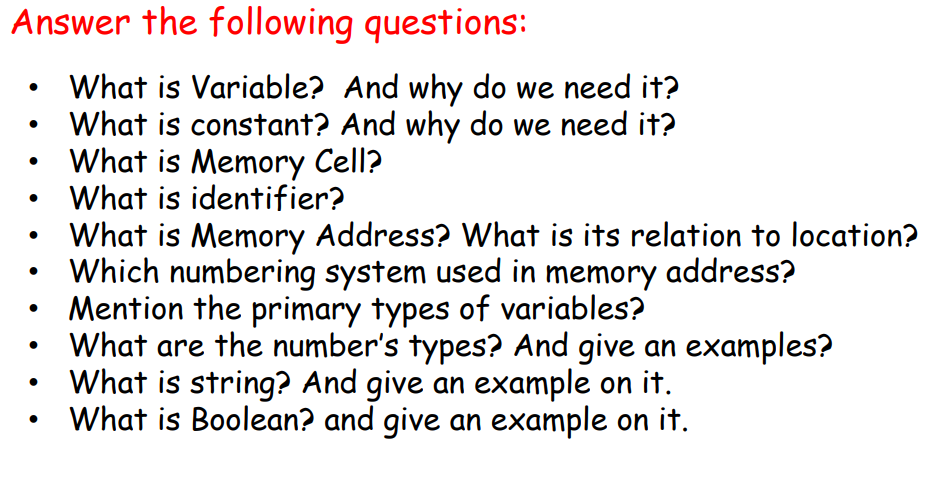 Answer the following questions:
• What is Variable? And why do we need it?
• What is constant? And why do we need it?
• What is Memory Cell?
• What is identifier?
• What is Memory Address? What is its relation to location?
• Which numbering system used in memory address?
• Mention the primary types of variables?
• What are the number's types? And give an examples?
• What is string? And give an example on it.
• What is Boolean? and give an example on it.